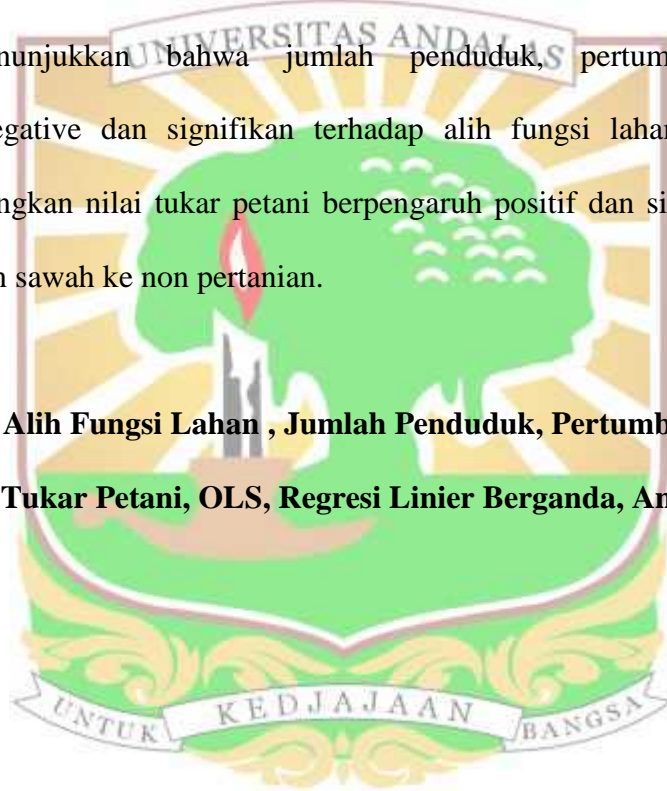 UNIVERSITAS ANDALAS
nunjukkan bahwa jumlah penduduk, pertum
egative dan signifikan terhadap alih fungsi lahar
ngkan nilai tukar petani berpengaruh positif dan si
n sawah ke non pertanian.
Alih Fungsi Lahan , Jumlah Penduduk, Pertumb
Tukar Petani, OLS, Regresi Linier Berganda, An
UNTUK KEDJAJAAN BANGSA